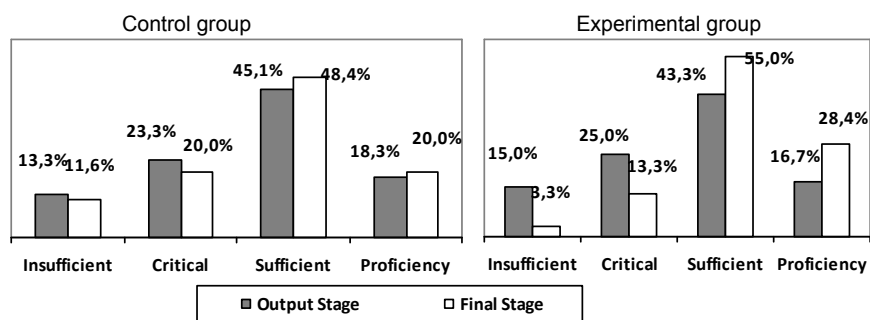 Control group
Experimental group
45,1%
48,4%
23,3%
20,0%
13,3%
11,6%
18,3%
20,0%
Insufficient
Critical
Sufficient
Proficiency
55,0%
43,3%
25,0%
28,4%
15,0%
13,3%
16,7%
3,3%
Insufficient
Critical
Sufficient
Proficiency
Output Stage
Final Stage